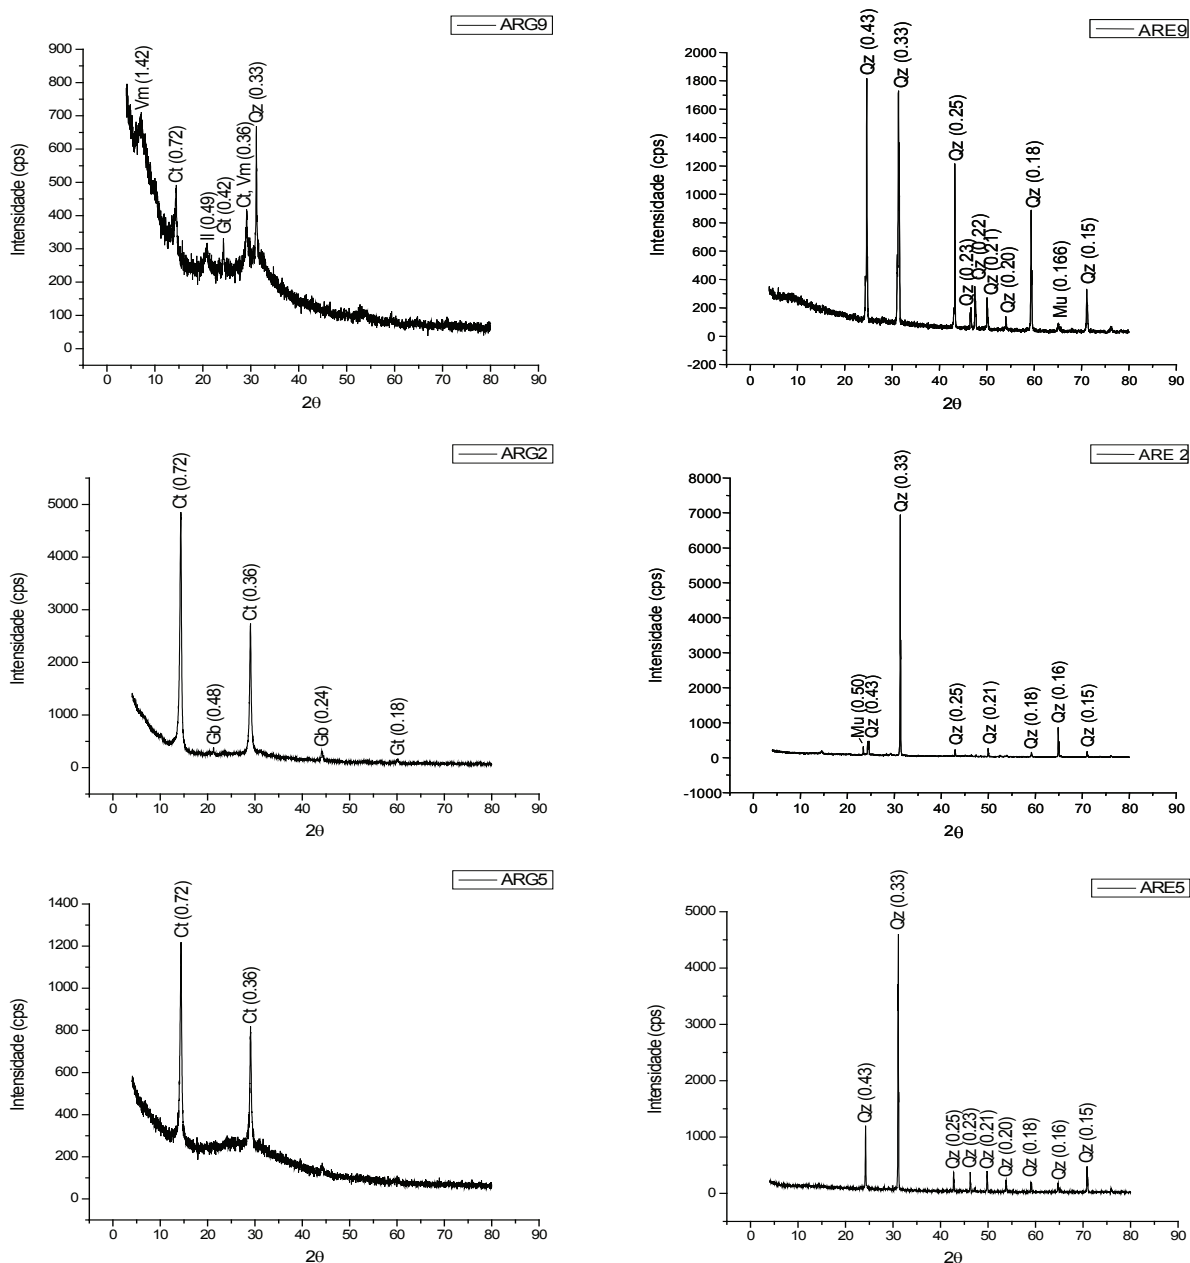 ARG9
Intensidade (cps)
900
800
700
600
500
400
300
200
100
0
Vm (1.42)
Ct (0.72)
Il (0.49)
Gt (0.42)
Ct, Vm (0.36)
Qz (0.33)
0 10 20 30 40 50 60 70 80 90
2θ
ARE9
Intensidade (cps)
2000
1800
1600
1400
1200
1000
800
600
400
200
0
-200
Qz (0.43)
Qz (0.33)
Qz (0.25)
Qz (0.23)
Qz (0.22)
Qz (0.21)
Qz (0.20)
Qz (0.18)
Mu (0.166)
Qz (0.15)
0 10 20 30 40 50 60 70 80 90
2θ
ARG2
Intensidade (cps)
5000
4000
3000
2000
1000
0
Ct (0.72)
Gb (0.48)
Ct (0.36)
Gb (0.24)
Gt (0.18)
0 10 20 30 40 50 60 70 80 90
2θ
ARE 2
Intensidade (cps)
8000
7000
6000
5000
4000
3000
2000
1000
0
-1000
Mu (0.50)
Qz (0.43)
Qz (0.33)
Qz (0.25)
Qz (0.21)
Qz (0.18)
Qz (0.16)
Qz (0.15)
0 10 20 30 40 50 60 70 80 90
2θ
ARG5
Intensidade (cps)
1400
1200
1000
800
600
400
200
0
Ct (0.72)
Ct (0.36)
0 10 20 30 40 50 60 70 80 90
2θ
ARE5
Intensidade (cps)
5000
4000
3000
2000
1000
0
Qz (0.43)
Qz (0.33)
Qz (0.25)
Qz (0.23)
Qz (0.21)
Qz (0.20)
Qz (0.18)
Qz (0.16)
Qz (0.15)
0 10 20 30 40 50 60 70 80 90
2θ